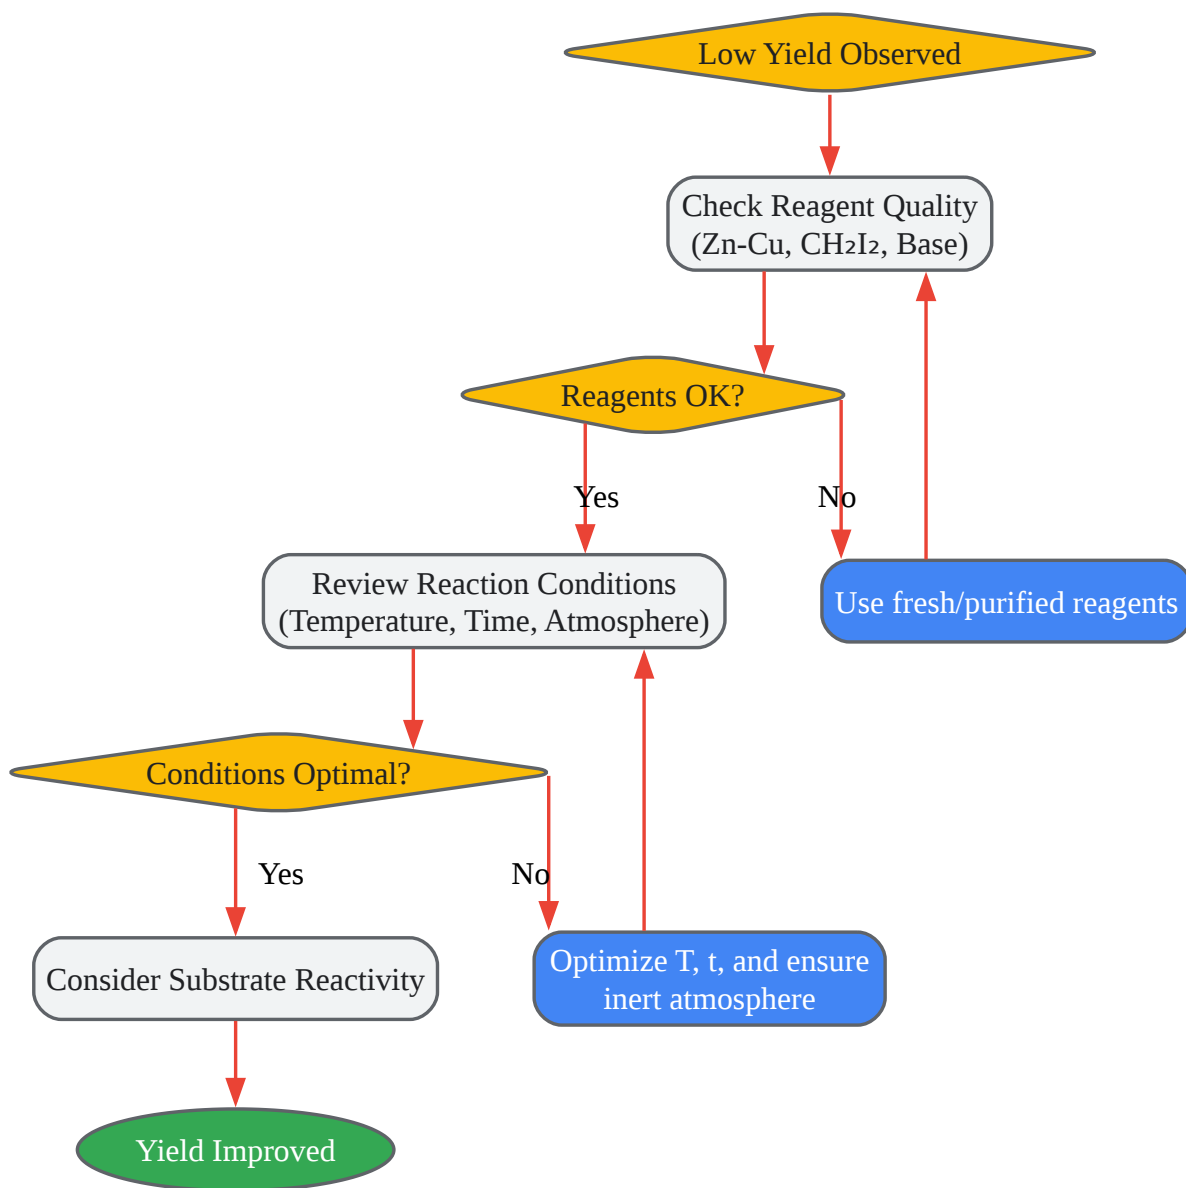 Low Yield Observed
Check Reagent Quality
(Zn-Cu, CH₂I₂, Base)
Reagents OK?
Yes
No
Review Reaction Conditions
(Temperature, Time, Atmosphere)
Use fresh/purified reagents
Conditions Optimal?
Yes
No
Consider Substrate Reactivity
Optimize T, t, and ensure
inert atmosphere
Yield Improved